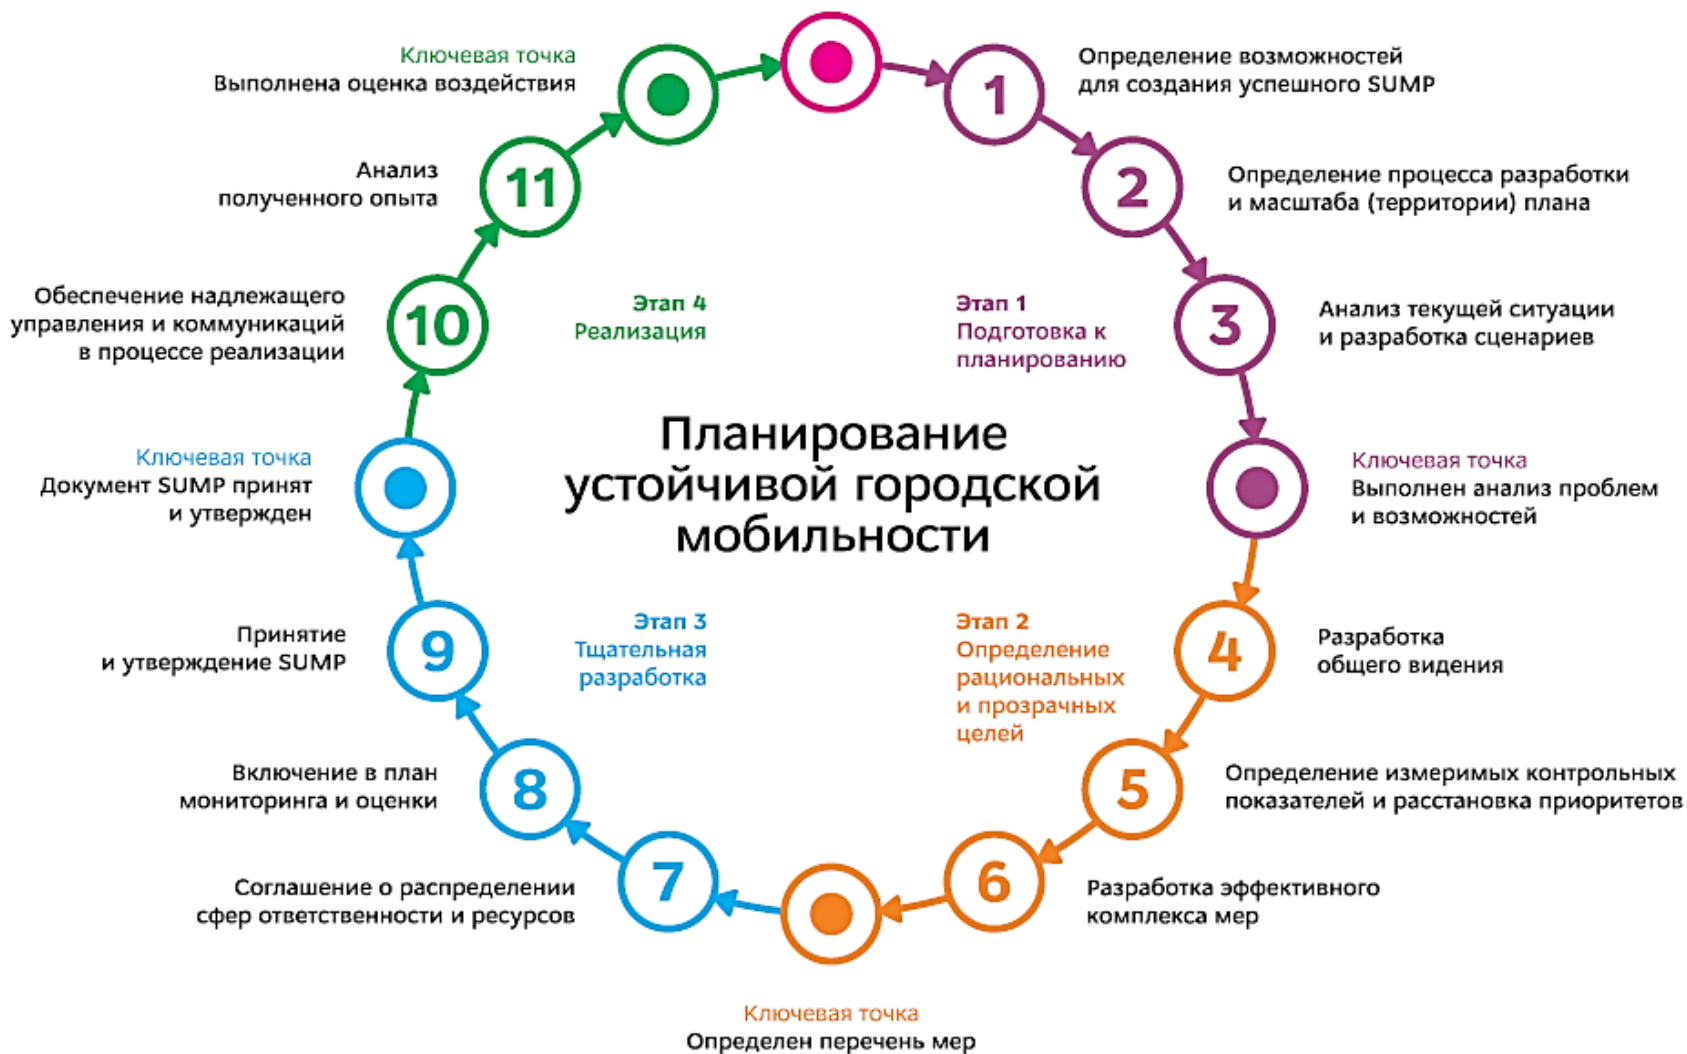 Ключевая точка
Выполнена оценка воздействия
1
Определение возможностей
для создания успешного SUMP
11
Анализ
полученного опыта
2
Определение процесса разработки
и масштаба (территории) плана
10
Обеспечение надлежащего
управления и коммуникаций
в процессе реализации
Этап 4
Реализация
Этап 1
Подготовка к
планированию
3
Анализ текущей ситуации
и разработка сценариев
Планирование
устойчивой городской
мобильности
Ключевая точка
Документ SUMP принят
и утвержден
Ключевая точка
Выполнен анализ проблем
и возможностей
9
Принятие
и утверждение SUMP
Этап 3
Тщательная
разработка
Этап 2
Определение
рациональных
и прозрачных
целей
4
Разработка
общего видения
8
Включение в план
мониторинга и оценки
5
Определение измеримых контрольных
показателей и расстановка приоритетов
7
Соглашение о распределении
сфер ответственности и ресурсов
6
Разработка эффективного
комплекса мер
Ключевая точка
Определен перечень мер